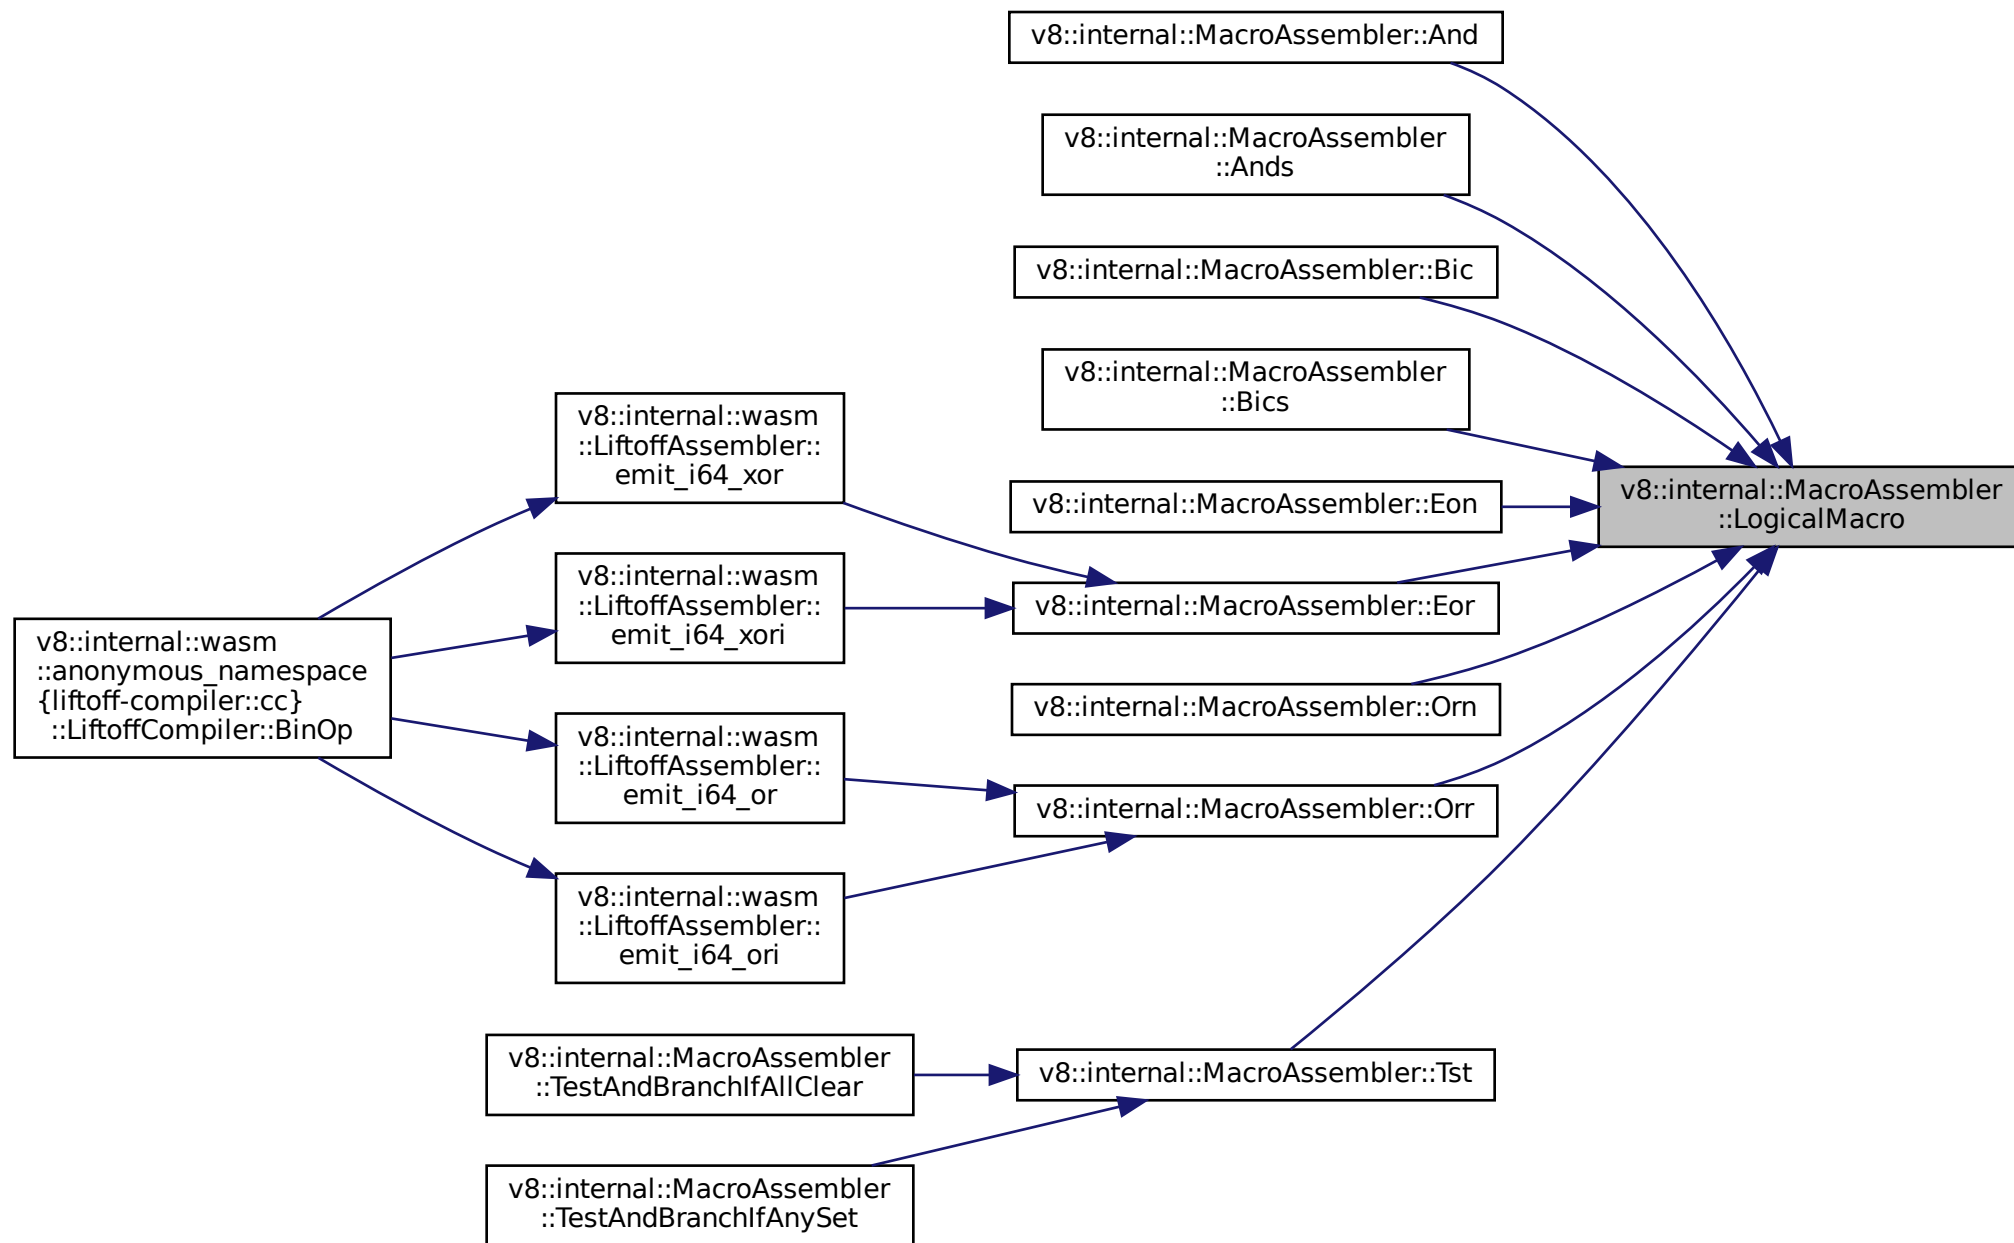 v8::internal::MacroAssembler::And
v8::internal::MacroAssembler
::Ands
v8::internal::MacroAssembler::Bic
v8::internal::MacroAssembler
::Bics
v8::internal::MacroAssembler::Eon
v8::internal::MacroAssembler::Eor
v8::internal::MacroAssembler::Orn
v8::internal::MacroAssembler::Orr
v8::internal::MacroAssembler::Tst
v8::internal::MacroAssembler
::LogicalMacro
v8::internal::wasm
::LiftoffAssembler::
emit_i64_xor
v8::internal::wasm
::LiftoffAssembler::
emit_i64_xori
v8::internal::wasm
::LiftoffAssembler::
emit_i64_or
v8::internal::wasm
::LiftoffAssembler::
emit_i64_ori
v8::internal::wasm
::anonymous_namespace
{liftoff-compiler::cc}
::LiftoffCompiler::BinOp
v8::internal::MacroAssembler
::TestAndBranchIfAllClear
v8::internal::MacroAssembler
::TestAndBranchIfAnySet